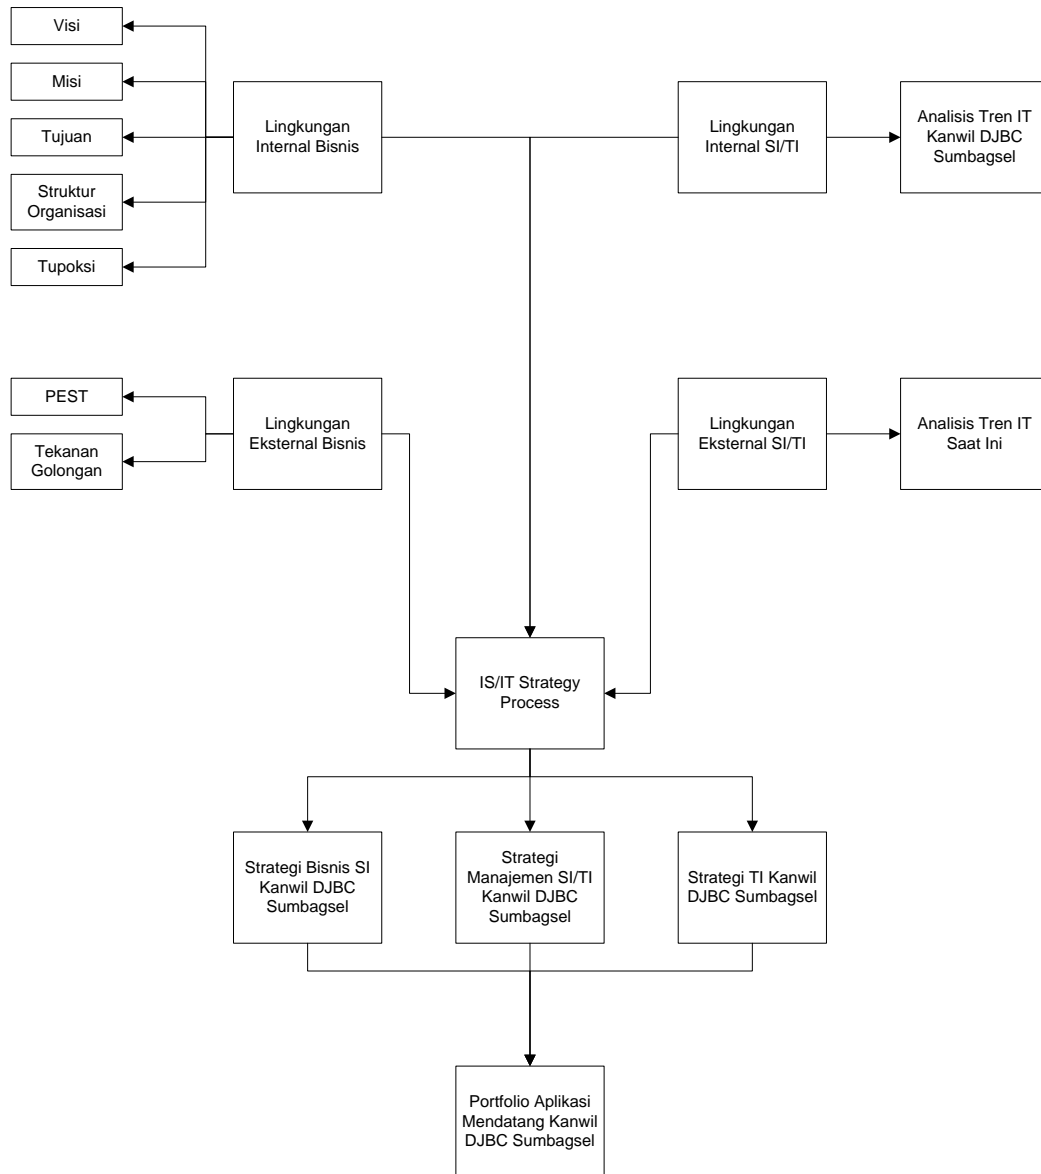 Visi
Misi
Tujuan
Struktur
Organisasi
Tupoksi
Lingkungan
Internal Bisnis
Lingkungan
Internal SI/TI
Analisis Tren IT
Kanwil DJBC
Sumbagsel
PEST
Tekanan
Golongan
Lingkungan
Eksternal Bisnis
Lingkungan
Eksternal SI/TI
Analisis Tren IT
Saat Ini
IS/IT Strategy
Process
Strategi Bisnis SI
Kanwil DJBC
Sumbagsel
Strategi
Manajemen SI/TI
Kanwil DJBC
Sumbagsel
Strategi TI Kanwil
DJBC Sumbagsel
Portfolio Aplikasi
Mendatang Kanwil
DJBC Sumbagsel